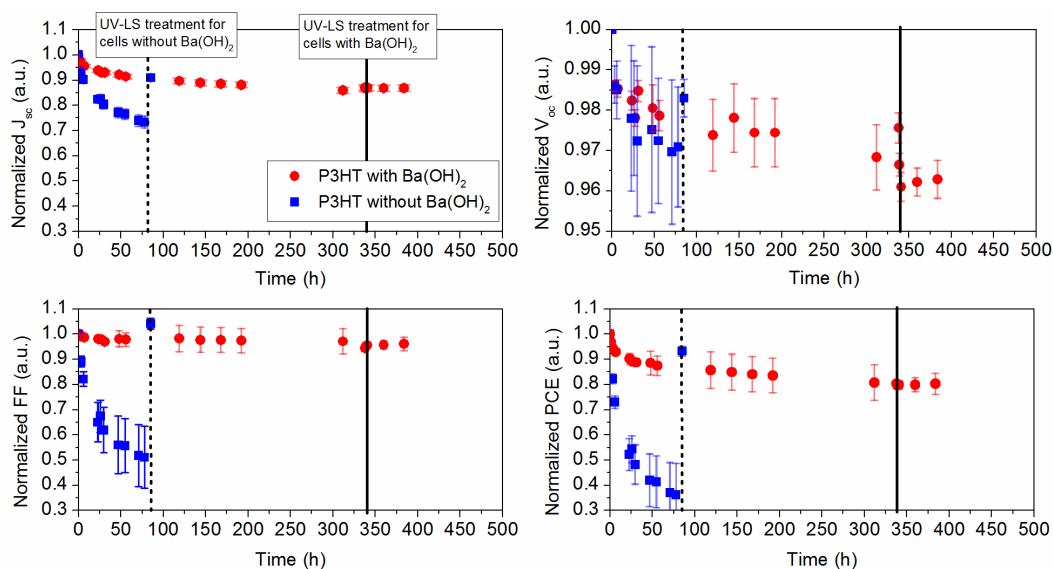 UV-LS treatment for
cells without Ba(OH)2
UV-LS treatment for
cells with Ba(OH)2
Normalized Jsc (a.u.)
1.1
1.0
0.9
0.8
0.7
0.6
0.5
0.4
0.3
P3HT with Ba(OH)2
P3HT without Ba(OH)2
0 50 100 150 200 250 300 350 400 450 500
Time (h)
Normalized Voc (a.u.)
1.00
0.99
0.98
0.97
0.96
0.95
0 50 100 150 200 250 300 350 400 450 500
Time (h)
Normalized FF (a.u.)
1.1
1.0
0.9
0.8
0.7
0.6
0.5
0.4
0.3
0 50 100 150 200 250 300 350 400 450 500
Time (h)
Normalized PCE (a.u.)
1.1
1.0
0.9
0.8
0.7
0.6
0.5
0.4
0.3
0 50 100 150 200 250 300 350 400 450 500
Time (h)